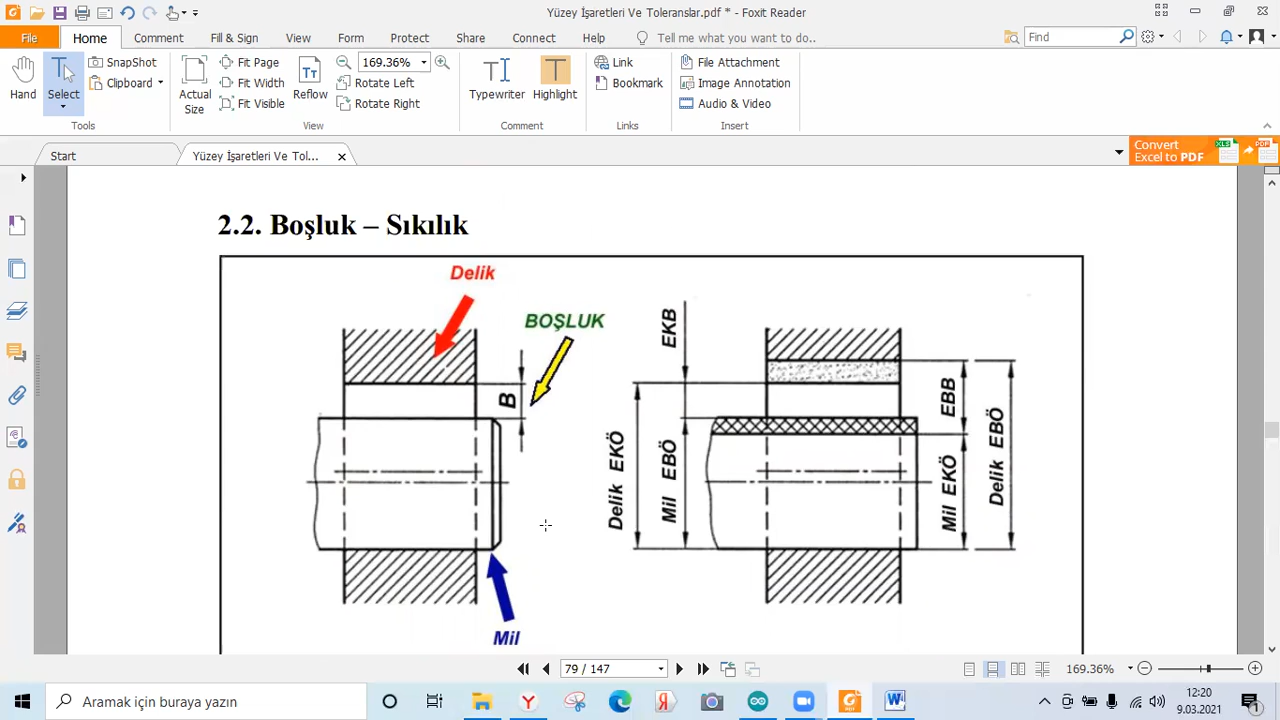 Yüzey İşaretleri Ve Toleranslar.pdf * - Foxit Reader
File Home Comment Fill & Sign View Form Protect Share Connect Help Tell me what you want to do... Find
Hand Select SnapShot Clipboard Actual Size Fit Page Fit Width Fit Visible Reflow 169.36% Rotate Left Rotate Right Typewriter Highlight Link Bookmark File Attachment Image Annotation Audio & Video
Tools View Comment Links Insert
Start Yüzey İşaretleri Ve Tol... Convert Excel to PDF
2.2. Boşluk – Sıkılık
Delik
BOŞLUK
B
Mil
EKB
Delik EKÖ
Mil EBÖ
EBB
Mil EKÖ
Delik EBÖ
79 / 147 169.36%
Aramak için buraya yazın 12:20
9.03.2021